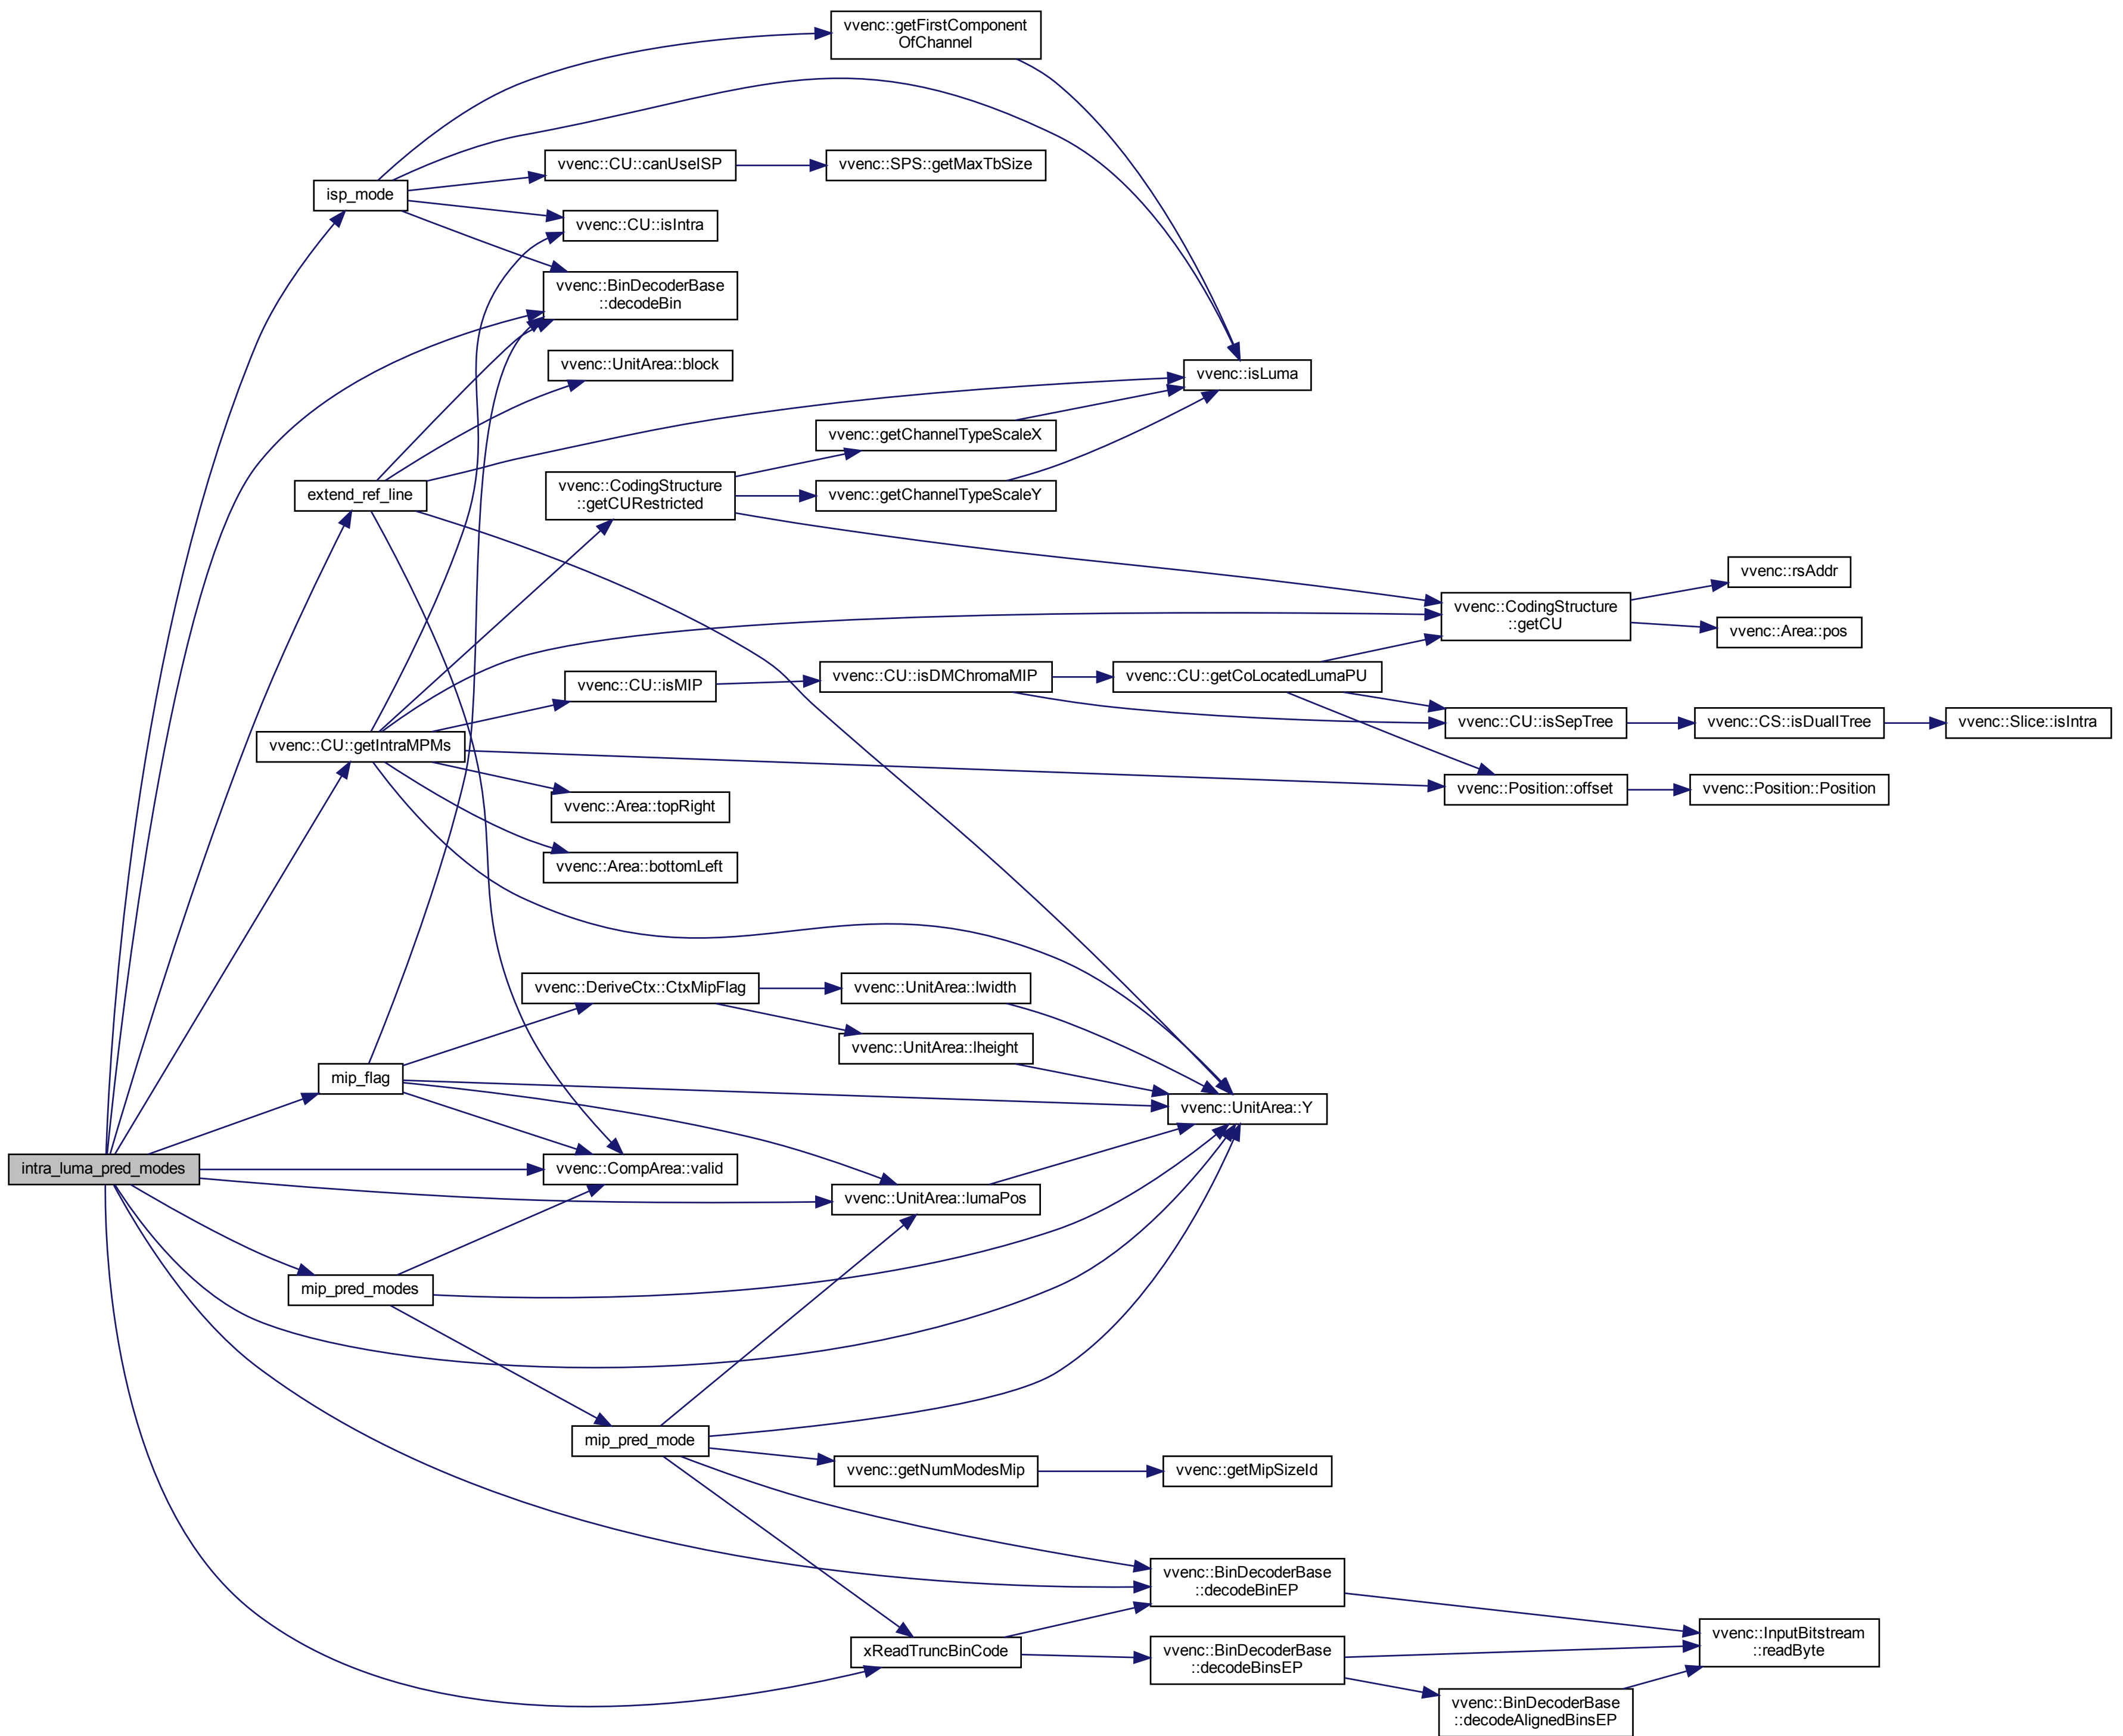 vvenc::getFirstComponent
OfChannel
vvenc::CU::canUseISP
vvenc::SPS::getMaxTbSize
isp_mode
vvenc::CU::isIntra
vvenc::BinDecoderBase
::decodeBin
vvenc::UnitArea::block
vvenc::isLuma
vvenc::getChannelTypeScaleX
extend_ref_line
vvenc::CodingStructure
::getCURestricted
vvenc::getChannelTypeScaleY
vvenc::rsAddr
vvenc::CodingStructure
::getCU
vvenc::Area::pos
vvenc::CU::isMIP
vvenc::CU::isDMChromaMIP
vvenc::CU::getCoLocatedLumaPU
vvenc::CU::isSepTree
vvenc::CS::isDualITree
vvenc::Slice::isIntra
vvenc::CU::getIntraMPMs
vvenc::Position::offset
vvenc::Position::Position
vvenc::Area::topRight
vvenc::Area::bottomLeft
vvenc::DeriveCtx::CtxMipFlag
vvenc::UnitArea::lwidth
vvenc::UnitArea::lheight
mip_flag
vvenc::UnitArea::Y
intra_luma_pred_modes
vvenc::CompArea::valid
vvenc::UnitArea::lumaPos
mip_pred_modes
mip_pred_mode
vvenc::getNumModesMip
vvenc::getMipSizeId
vvenc::BinDecoderBase
::decodeBinEP
xReadTruncBinCode
vvenc::BinDecoderBase
::decodeBinsEP
vvenc::InputBitstream
::readByte
vvenc::BinDecoderBase
::decodeAlignedBinsEP